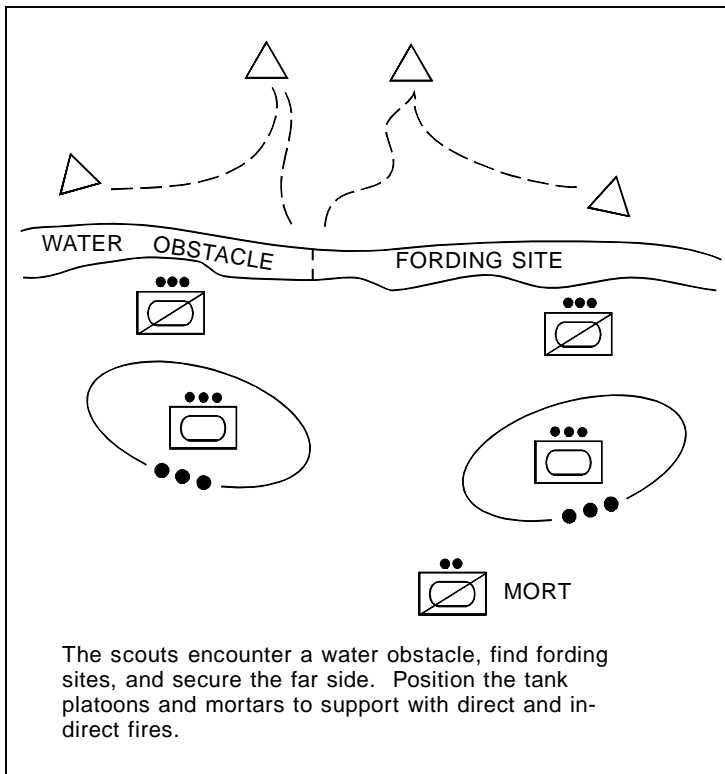 WATER OBSTACLE FORDING SITE
MORT
The scouts encounter a water obstacle, find fording
sites, and secure the far side. Position the tank
platoons and mortars to support with direct and in-
direct fires.